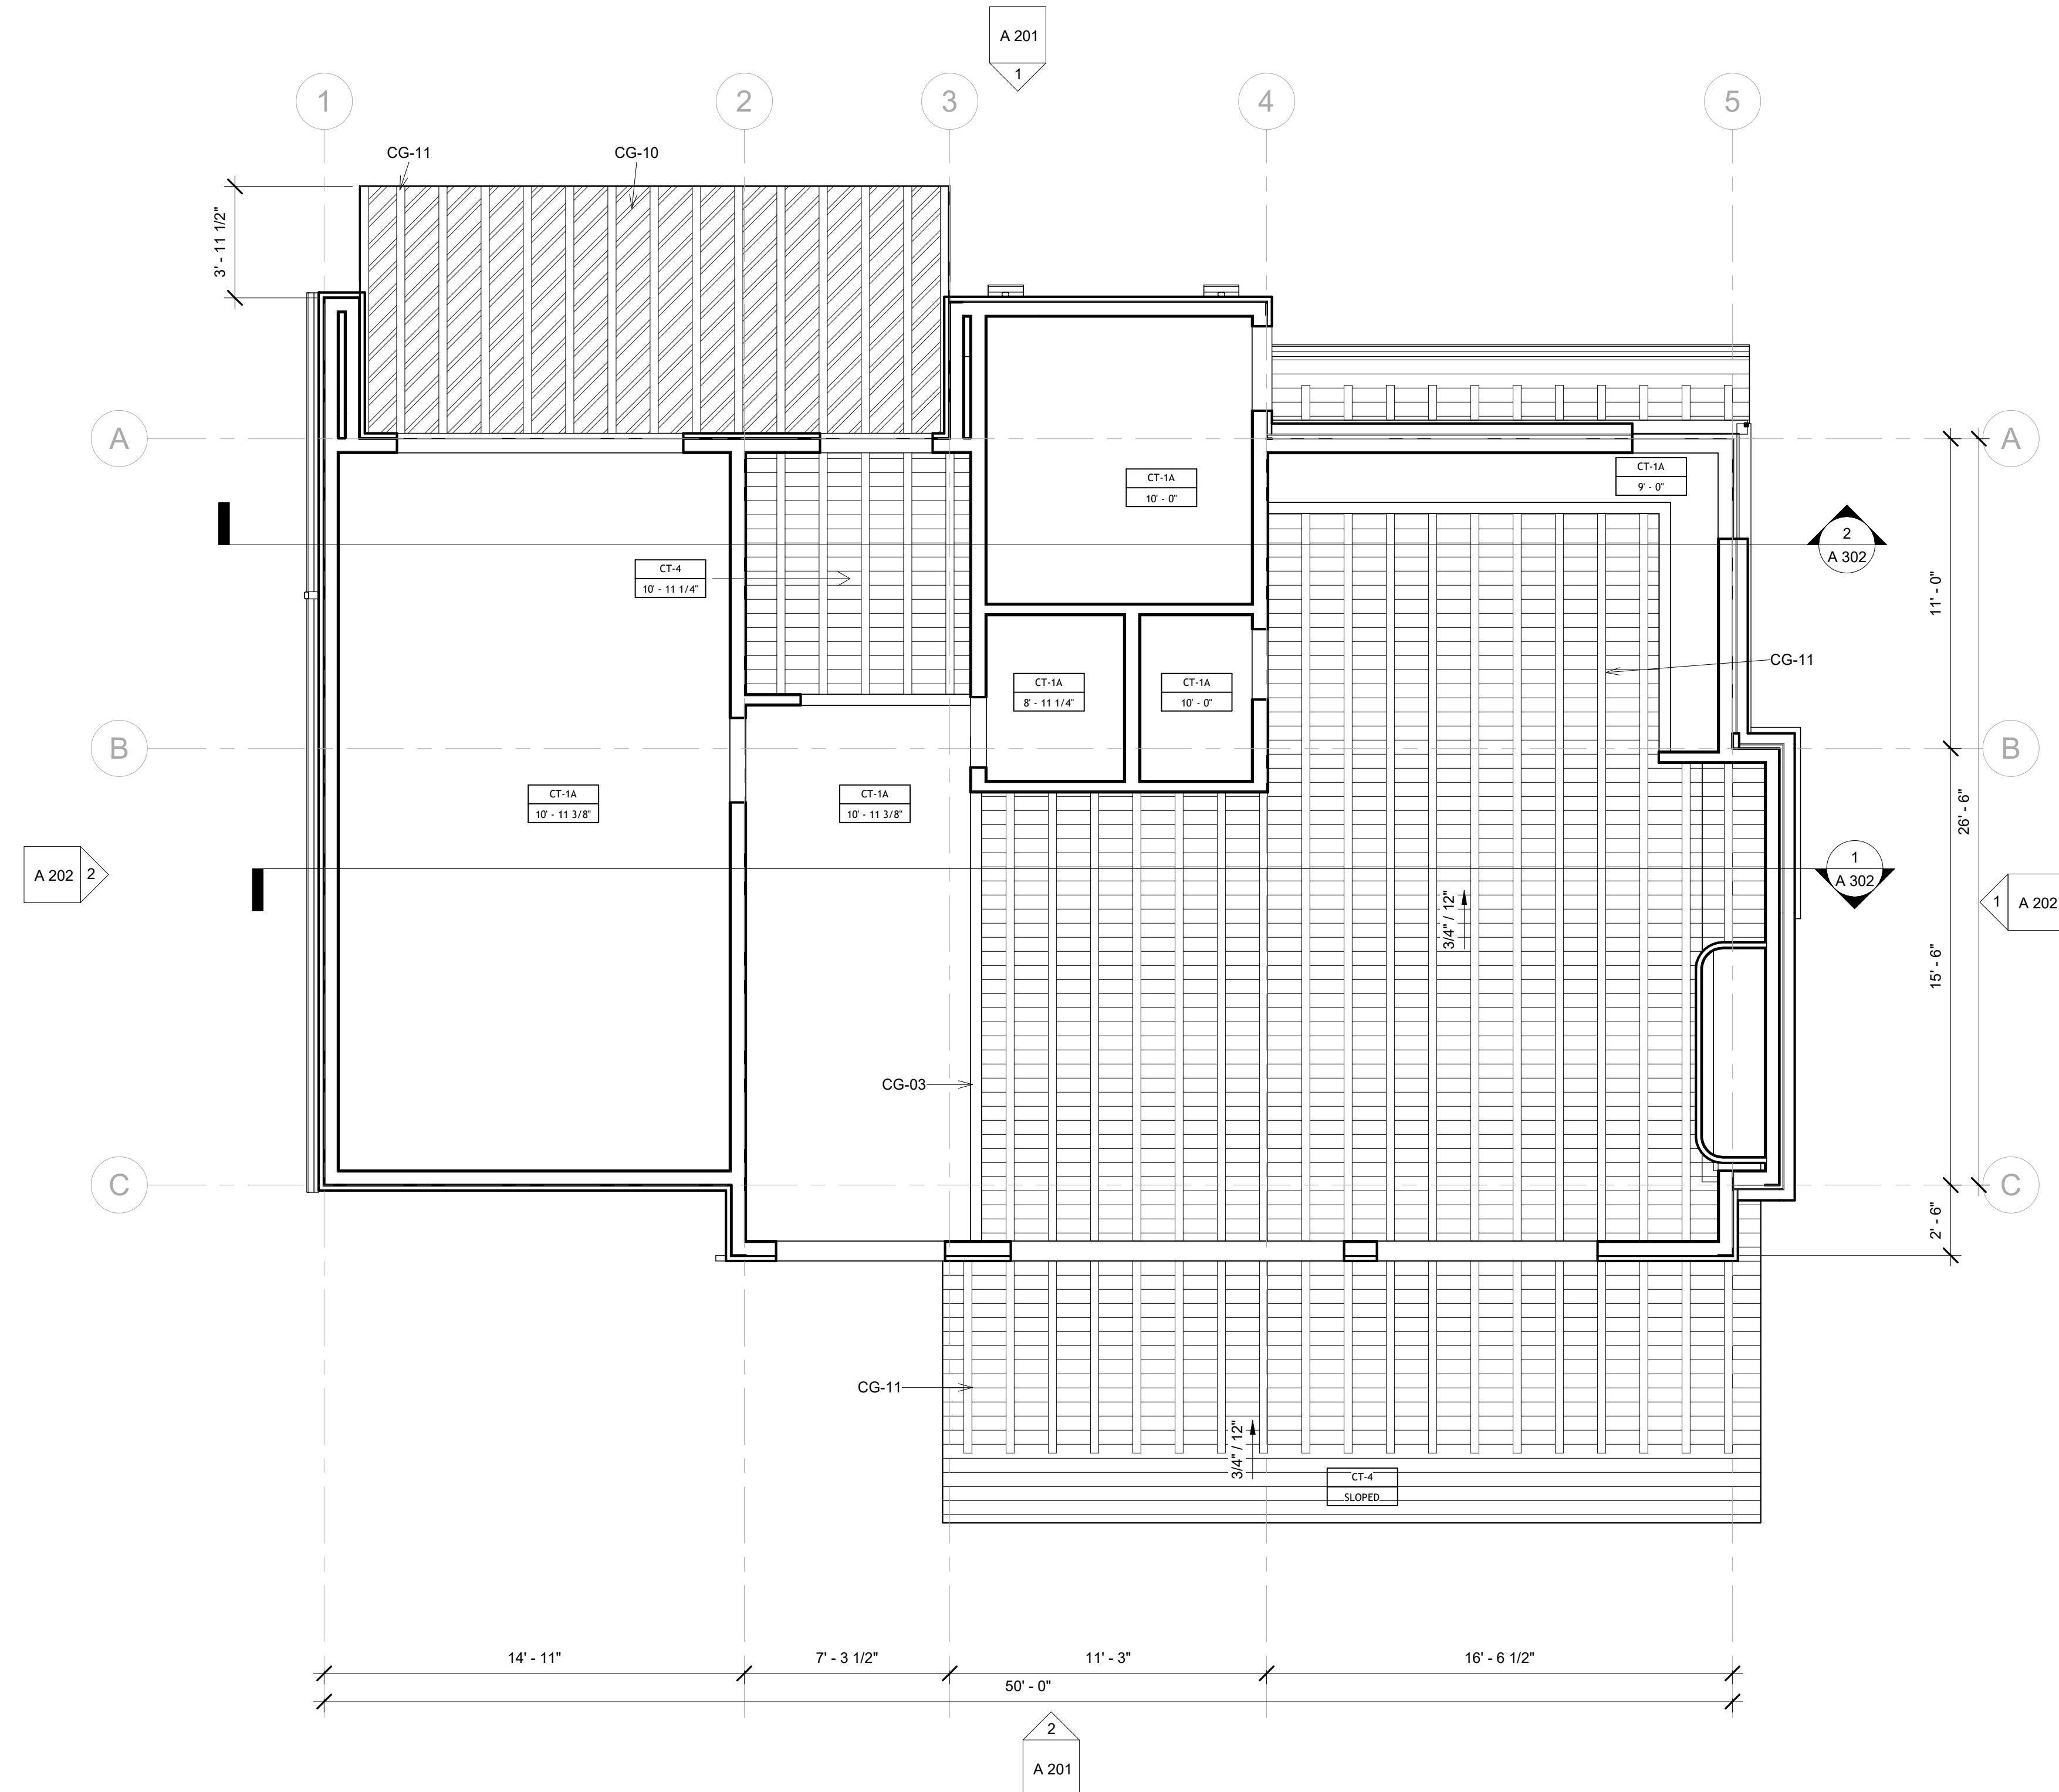 A 201
1
1
2
3
4
5
CG-11
CG-10
3' - 11 1/2"
A
A
CT-1A
10' - 0"
CT-1A
9' - 0"
2
A 302
CT-4
10' - 11 1/4"
11' - 0"
CG-11
CT-1A
8' - 11 1/4"
CT-1A
10' - 0"
B
B
CT-1A
10' - 11 3/8"
CT-1A
10' - 11 3/8"
26' - 6"
A 202
2
1
A 302
1
A 202
3/4" / 12"
15' - 6"
CG-03
C
C
2' - 6"
CG-11
3/4" / 12"
CT-4
SLOPED
14' - 11"
7' - 3 1/2"
11' - 3"
16' - 6 1/2"
50' - 0"
2
A 201